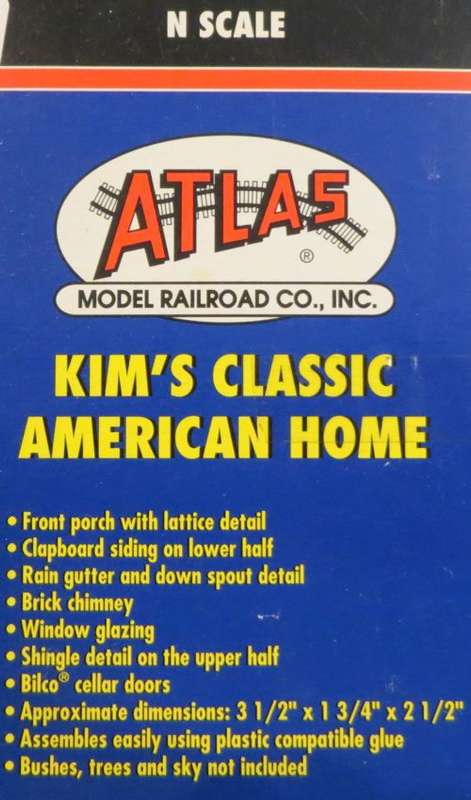 N SCALE
ATLAS
®
MODEL RAILROAD CO., INC.
KIM'S CLASSIC
AMERICAN HOME
• Front porch with lattice detail
• Clapboard siding on lower half
• Rain gutter and down spout detail
• Brick chimney
• Window glazing
• Shingle detail on the upper half
• Bilco® cellar doors
• Approximate dimensions: 3 1/2" x 1 3/4" x 2 1/2"
• Assembles easily using plastic compatible glue
• Bushes, trees and sky not included